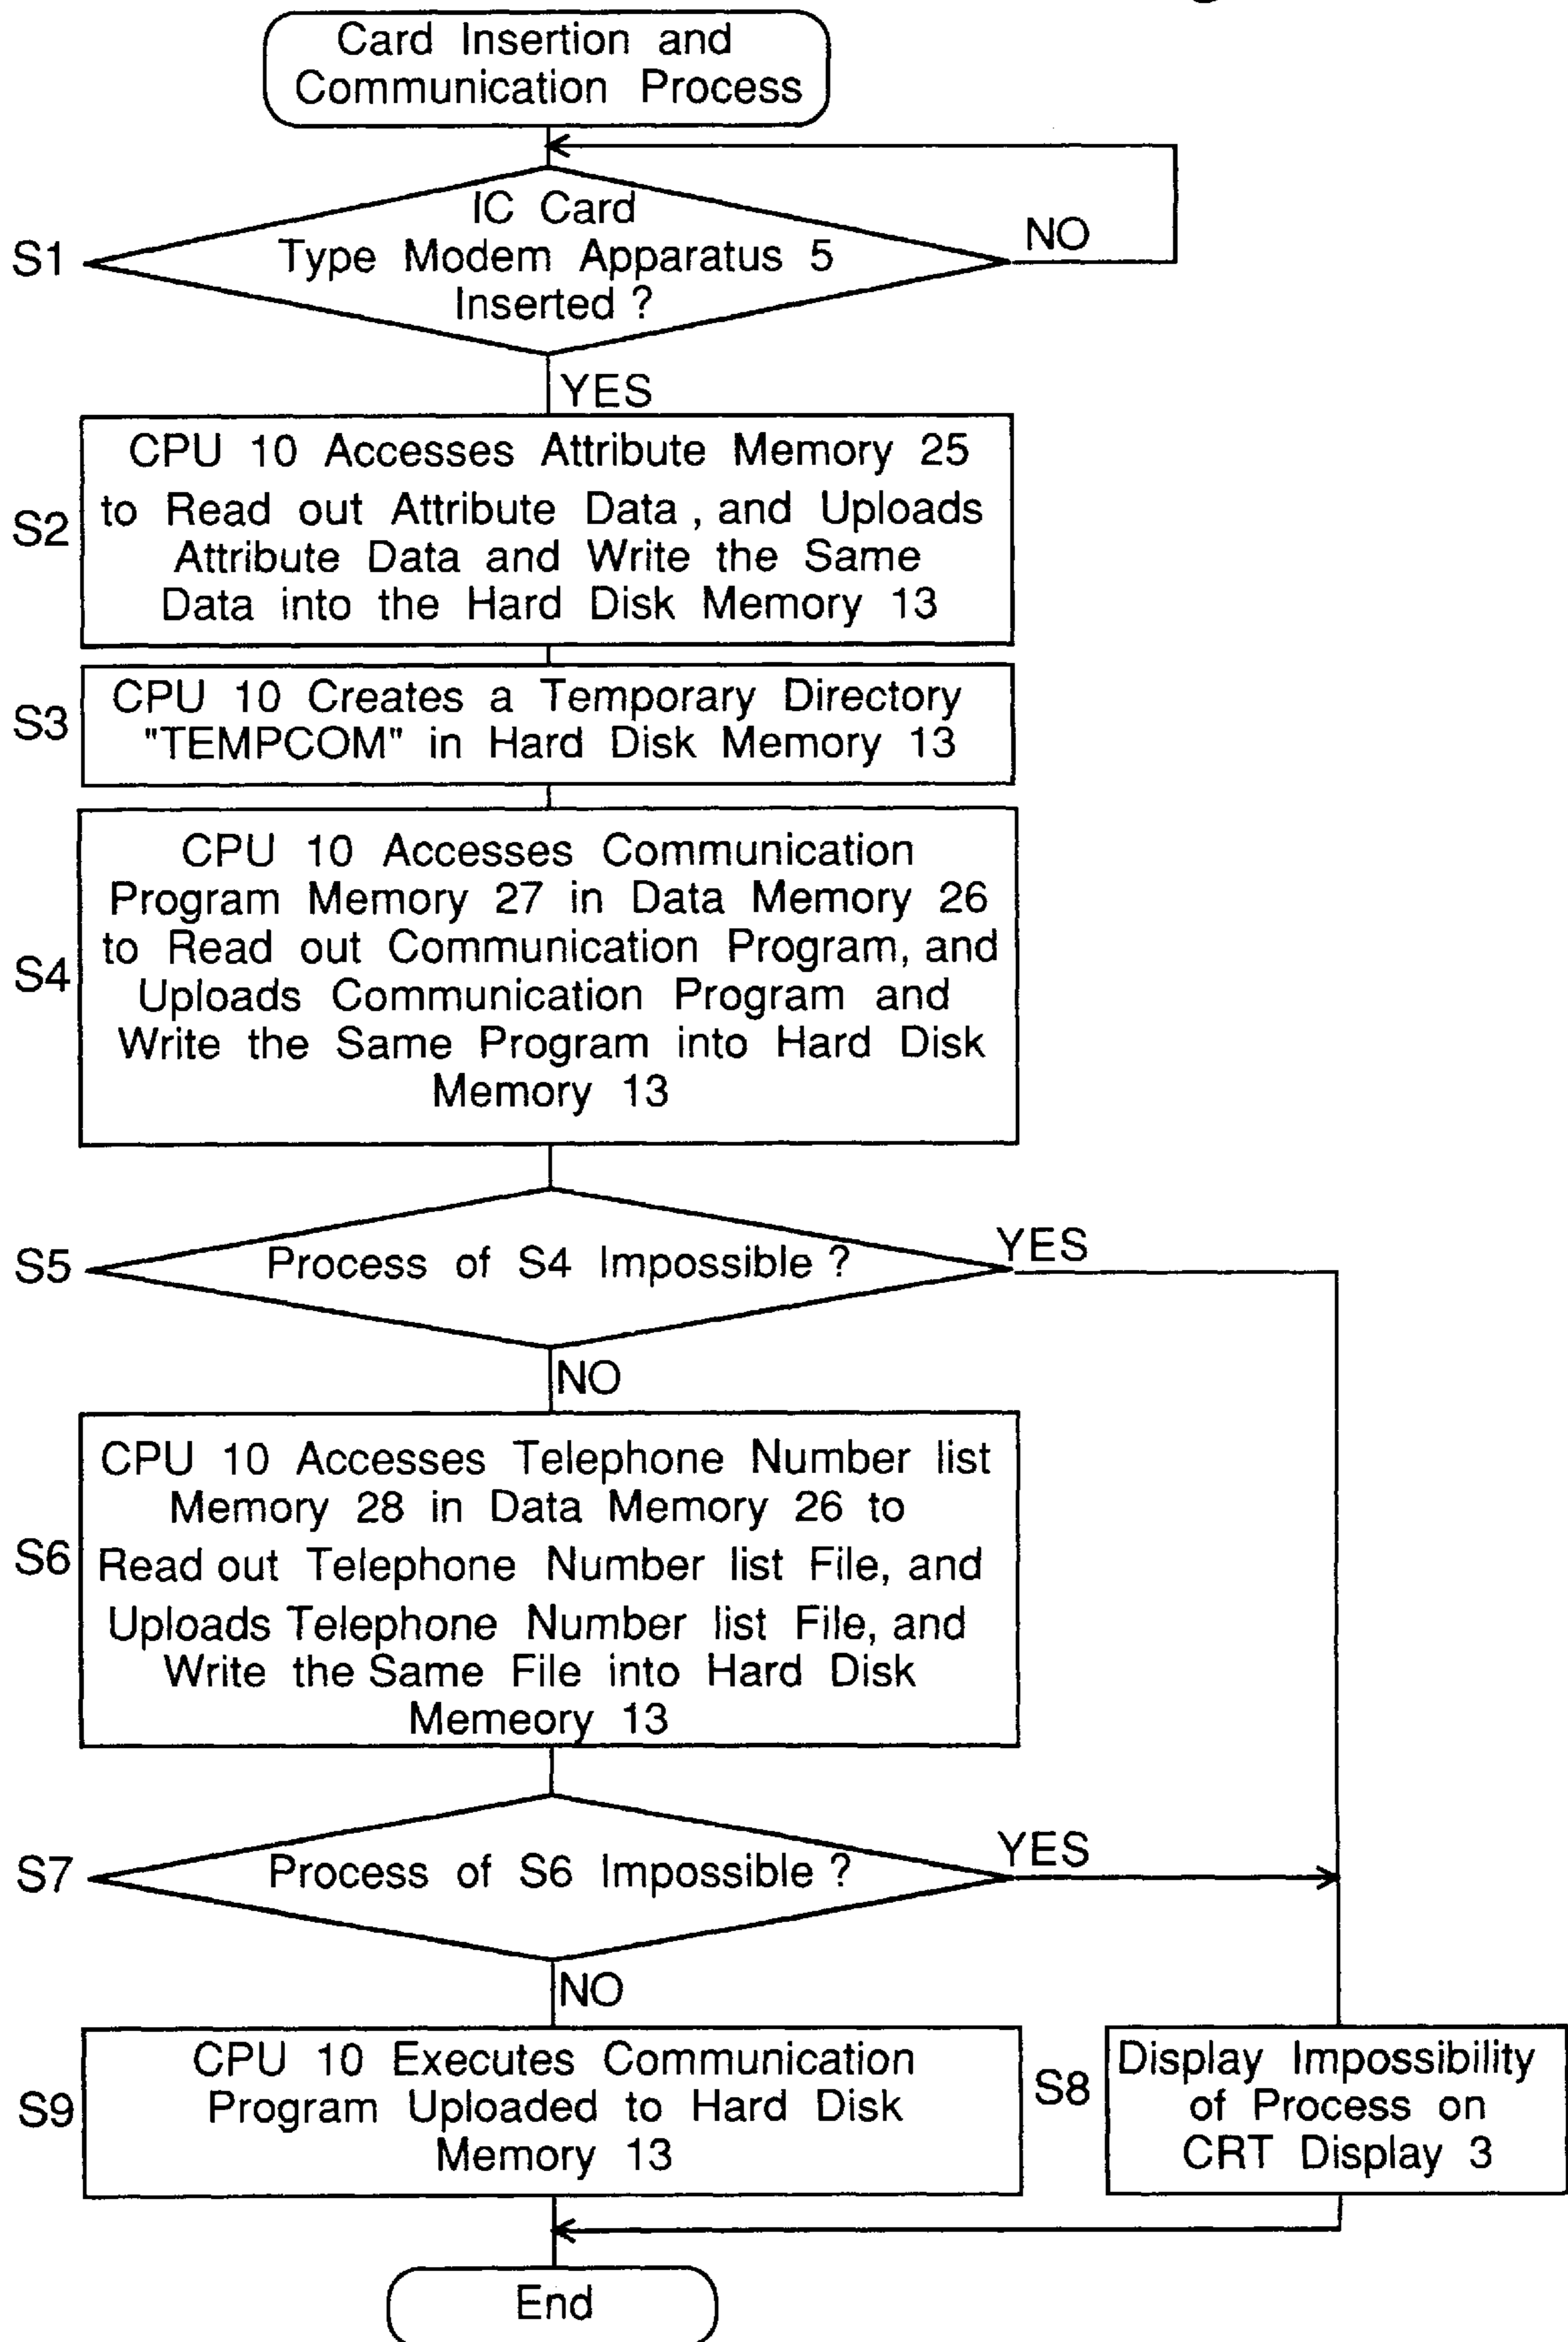 Card Insertion and
Communication Process
IC Card
Type Modem Apparatus 5
Inserted ?
S1
NO
YES
CPU 10 Accesses Attribute Memory 25
to Read out Attribute Data , and Uploads
Attribute Data and Write the Same
Data into the Hard Disk Memory 13
S2
CPU 10 Creates a Temporary Directory
"TEMPCOM" in Hard Disk Memory 13
S3
CPU 10 Accesses Communication
Program Memory 27 in Data Memory 26
to Read out Communication Program, and
Uploads Communication Program and
Write the Same Program into Hard Disk
Memory 13
S4
S5
Process of S4 Impossible ?
YES
NO
CPU 10 Accesses Telephone Number list
Memory 28 in Data Memory 26 to
Read out Telephone Number list File, and
Uploads Telephone Number list File, and
Write the Same File into Hard Disk
Memeory 13
S6
S7
Process of S6 Impossible ?
YES
NO
CPU 10 Executes Communication
Program Uploaded to Hard Disk
Memory 13
S9
S8
Display Impossibility
of Process on
CRT Display 3
End